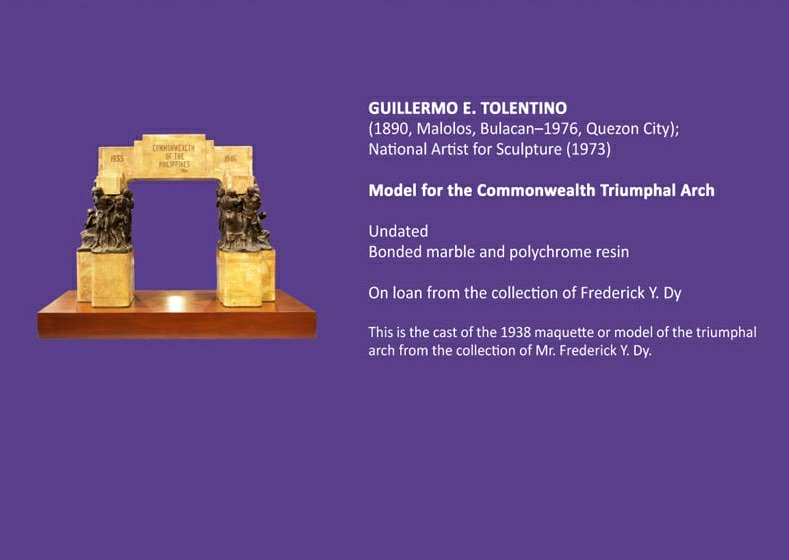 COMMONWEALTH
OF THE
PHILIPPINES
1935
GUILLERMO E. TOLENTINO
(1890, Malolos, Bulacan–1976, Quezon City);
National Artist for Sculpture (1973)
Model for the Commonwealth Triumphal Arch
Undated
Bonded marble and polychrome resin
On loan from the collection of Frederick Y. Dy
This is the cast of the 1938 maquette or model of the triumphal
arch from the collection of Mr. Frederick Y. Dy.